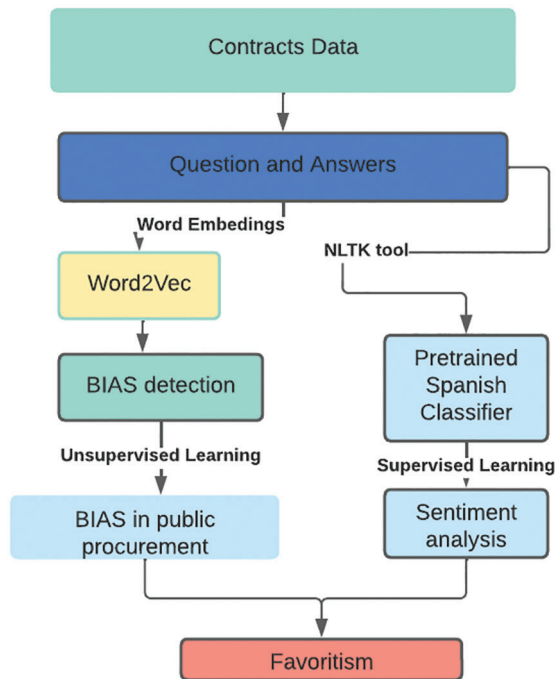 Contracts Data
Question and Answers
Word Embedings
NLTK tool
Word2Vec
Pretrained
Spanish
Classifier
BIAS detection
Unsupervised Learning
Supervised Learning
BIAS in public
procurement
Sentiment
analysis
Favoritism